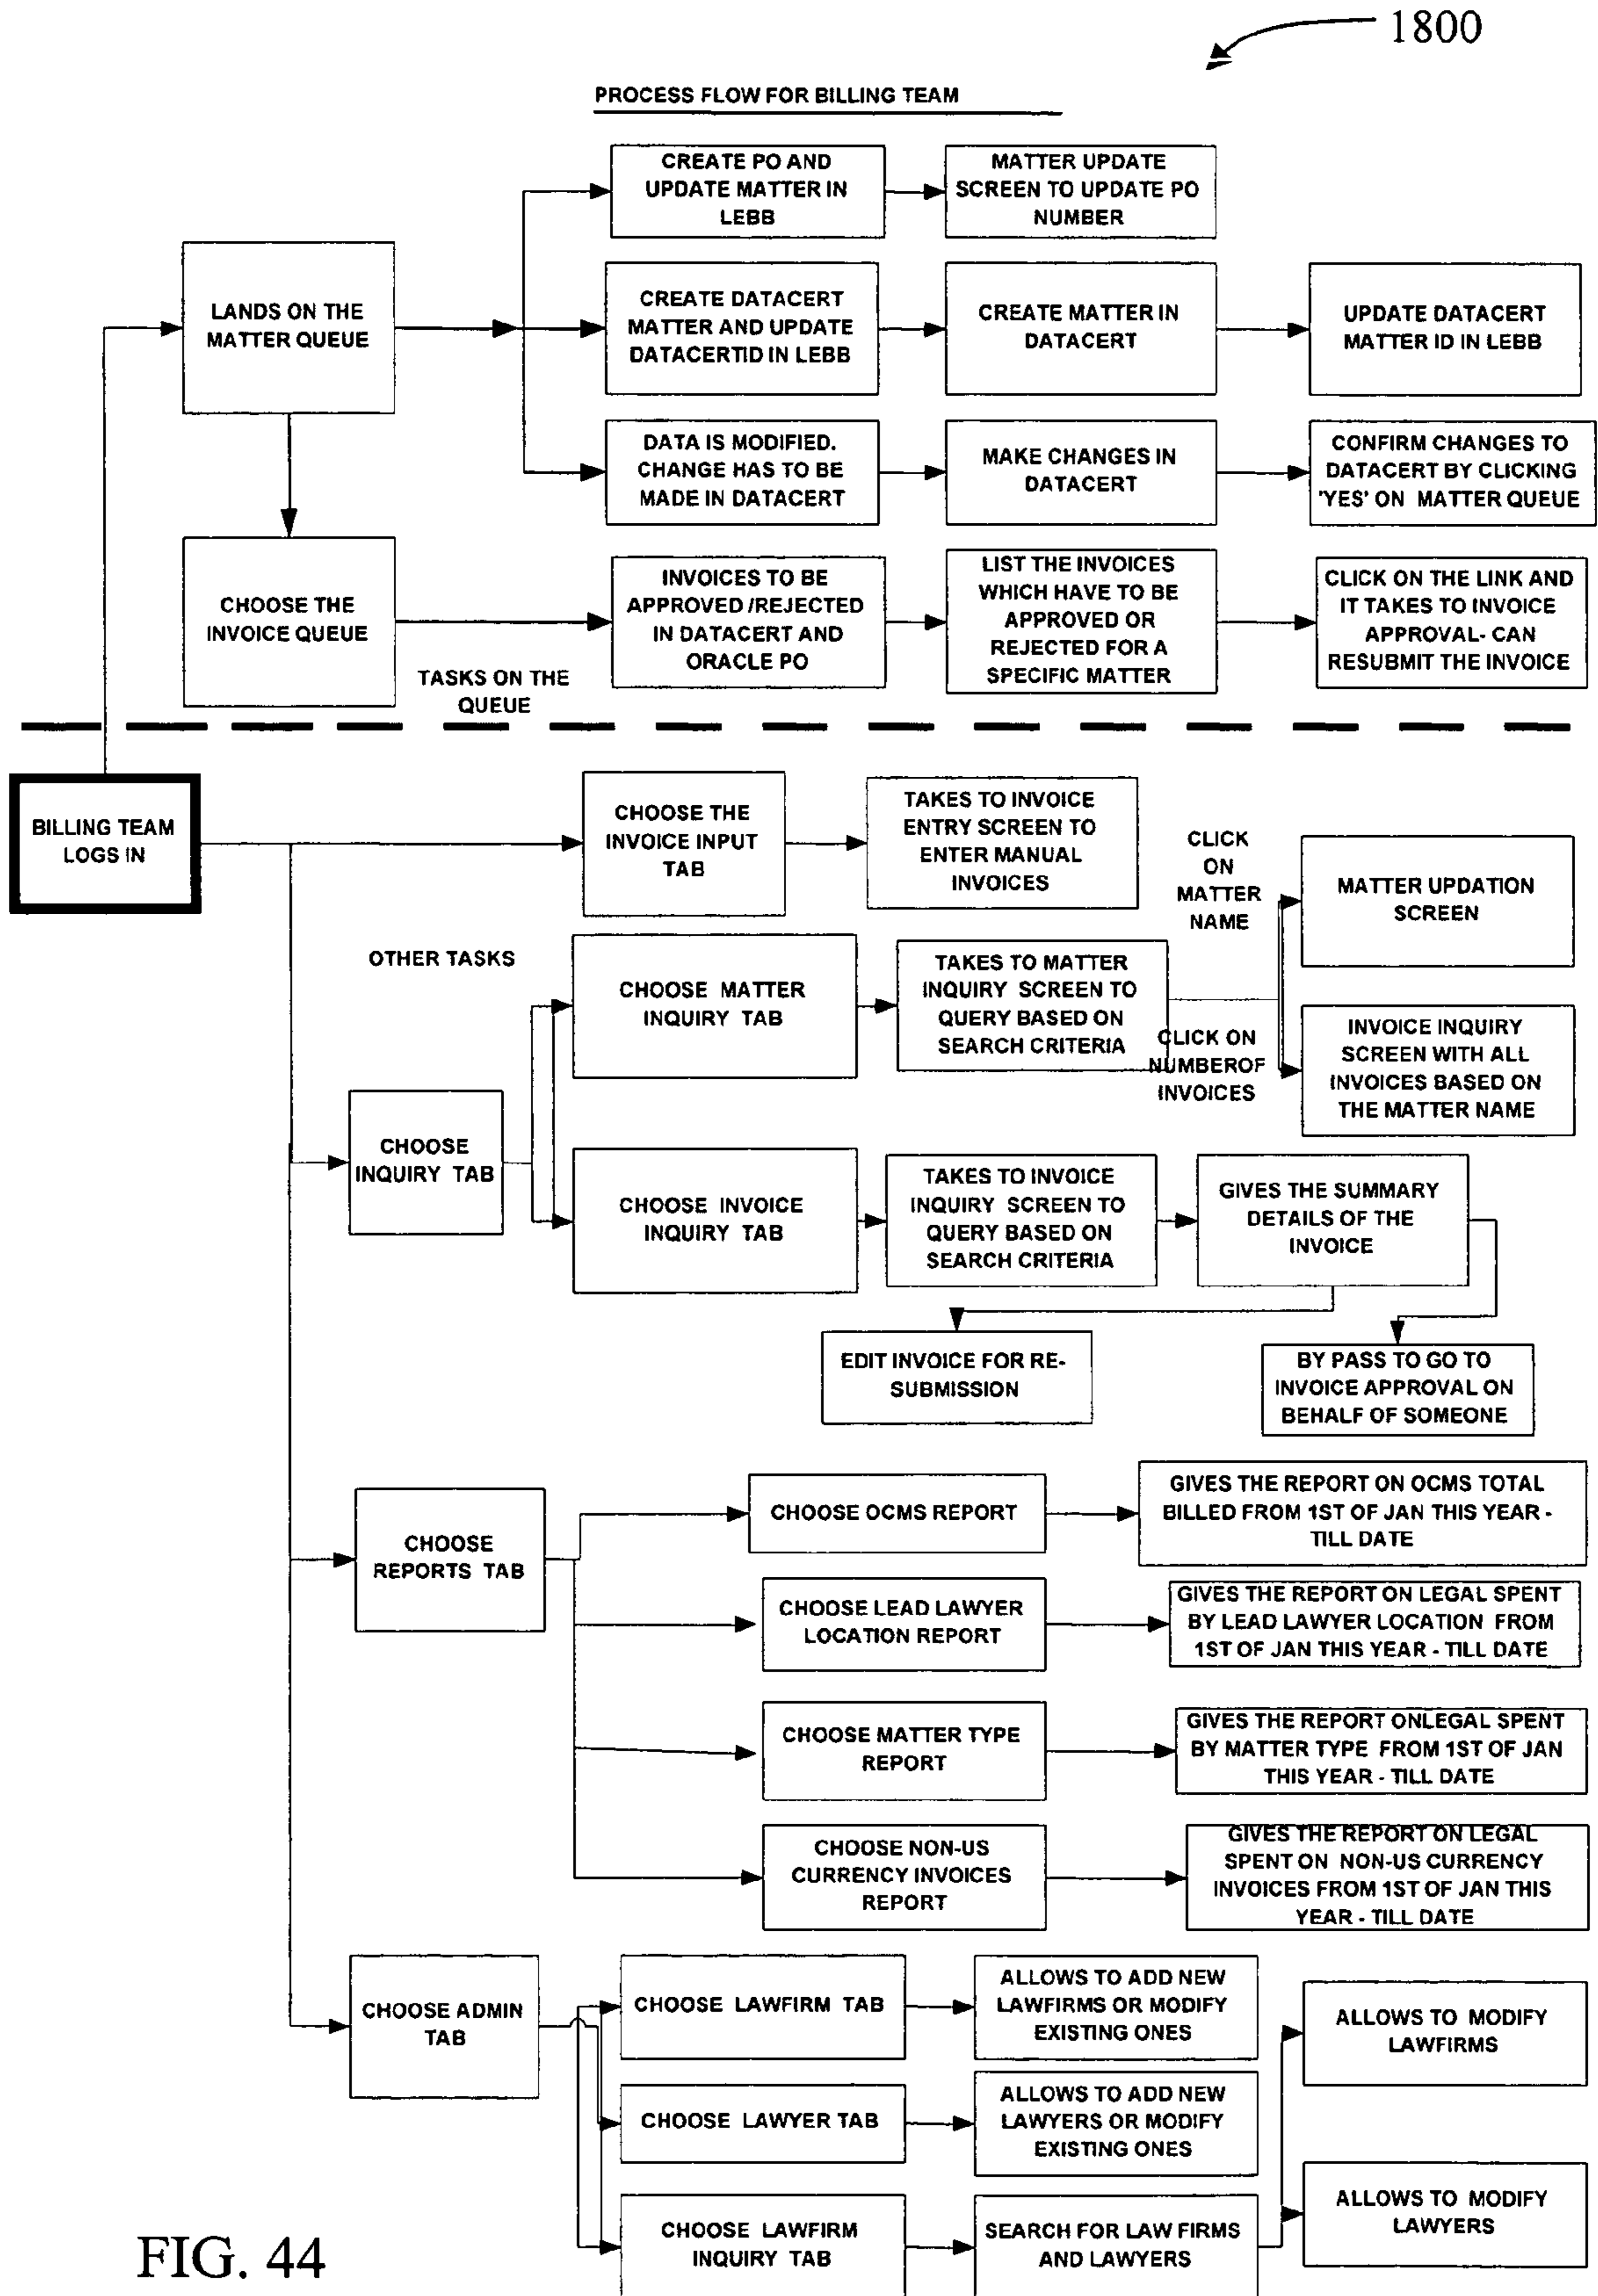 1800
PROCESS FLOW FOR BILLING TEAM
CREATE PO AND
UPDATE MATTER IN
LEBB
MATTER UPDATE
SCREEN TO UPDATE PO
NUMBER
LANDS ON THE
MATTER QUEUE
CREATE DATACERT
MATTER AND UPDATE
DATACERTID IN LEBB
CREATE MATTER IN
DATACERT
UPDATE DATACERT
MATTER ID IN LEBB
DATA IS MODIFIED.
CHANGE HAS TO BE
MADE IN DATACERT
MAKE CHANGES IN
DATACERT
CONFIRM CHANGES TO
DATACERT BY CLICKING
'YES' ON MATTER QUEUE
CHOOSE THE
INVOICE QUEUE
INVOICES TO BE
APPROVED /REJECTED
IN DATACERT AND
ORACLE PO
LIST THE INVOICES
WHICH HAVE TO BE
APPROVED OR
REJECTED FOR A
SPECIFIC MATTER
CLICK ON THE LINK AND
IT TAKES TO INVOICE
APPROVAL- CAN
RESUBMIT THE INVOICE
TASKS ON THE
QUEUE
BILLING TEAM
LOGS IN
CHOOSE THE
INVOICE INPUT
TAB
TAKES TO INVOICE
ENTRY SCREEN TO
ENTER MANUAL
INVOICES
CLICK
ON
MATTER
NAME
MATTER UPDATION
SCREEN
OTHER TASKS
CHOOSE MATTER
INQUIRY TAB
TAKES TO MATTER
INQUIRY SCREEN TO
QUERY BASED ON
SEARCH CRITERIA
CLICK ON
NUMBEROF
INVOICES
INVOICE INQUIRY
SCREEN WITH ALL
INVOICES BASED ON
THE MATTER NAME
CHOOSE
INQUIRY TAB
CHOOSE INVOICE
INQUIRY TAB
TAKES TO INVOICE
INQUIRY SCREEN TO
QUERY BASED ON
SEARCH CRITERIA
GIVES THE SUMMARY
DETAILS OF THE
INVOICE
EDIT INVOICE FOR RE-
SUBMISSION
BY PASS TO GO TO
INVOICE APPROVAL ON
BEHALF OF SOMEONE
CHOOSE
REPORTS TAB
CHOOSE OCMS REPORT
GIVES THE REPORT ON OCMS TOTAL
BILLED FROM 1ST OF JAN THIS YEAR -
TILL DATE
CHOOSE LEAD LAWYER
LOCATION REPORT
GIVES THE REPORT ON LEGAL SPENT
BY LEAD LAWYER LOCATION FROM
1ST OF JAN THIS YEAR - TILL DATE
CHOOSE MATTER TYPE
REPORT
GIVES THE REPORT ONLEGAL SPENT
BY MATTER TYPE FROM 1ST OF JAN
THIS YEAR - TILL DATE
CHOOSE NON-US
CURRENCY INVOICES
REPORT
GIVES THE REPORT ON LEGAL
SPENT ON NON-US CURRENCY
INVOICES FROM 1ST OF JAN THIS
YEAR - TILL DATE
CHOOSE ADMIN
TAB
CHOOSE LAWFIRM TAB
ALLOWS TO ADD NEW
LAWFIRMS OR MODIFY
EXISTING ONES
ALLOWS TO MODIFY
LAWFIRMS
CHOOSE LAWYER TAB
ALLOWS TO ADD NEW
LAWYERS OR MODIFY
EXISTING ONES
CHOOSE LAWFIRM
INQUIRY TAB
SEARCH FOR LAW FIRMS
AND LAWYERS
ALLOWS TO MODIFY
LAWYERS
FIG. 44